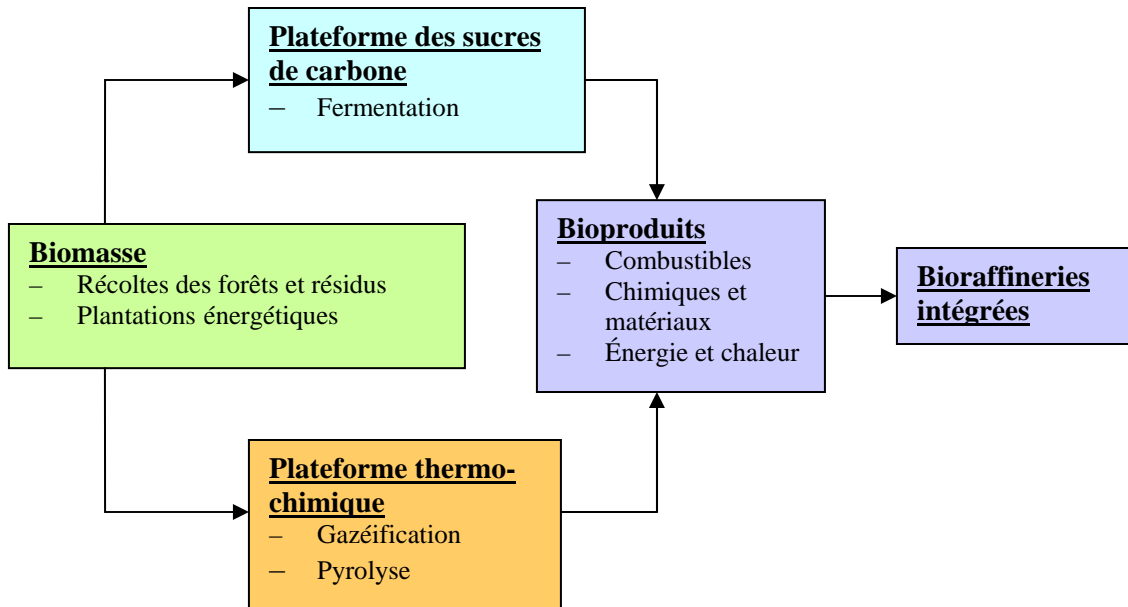 Plateforme des sucres
de carbone
– Fermentation
Biomasse
– Récoltes des forêts et résidus
– Plantations énergétiques
Bioproduits
– Combustibles
– Chimiques et
matériaux
– Énergie et chaleur
Bioraffineries
intégrées
Plateforme thermo-
chimique
– Gazéification
– Pyrolyse